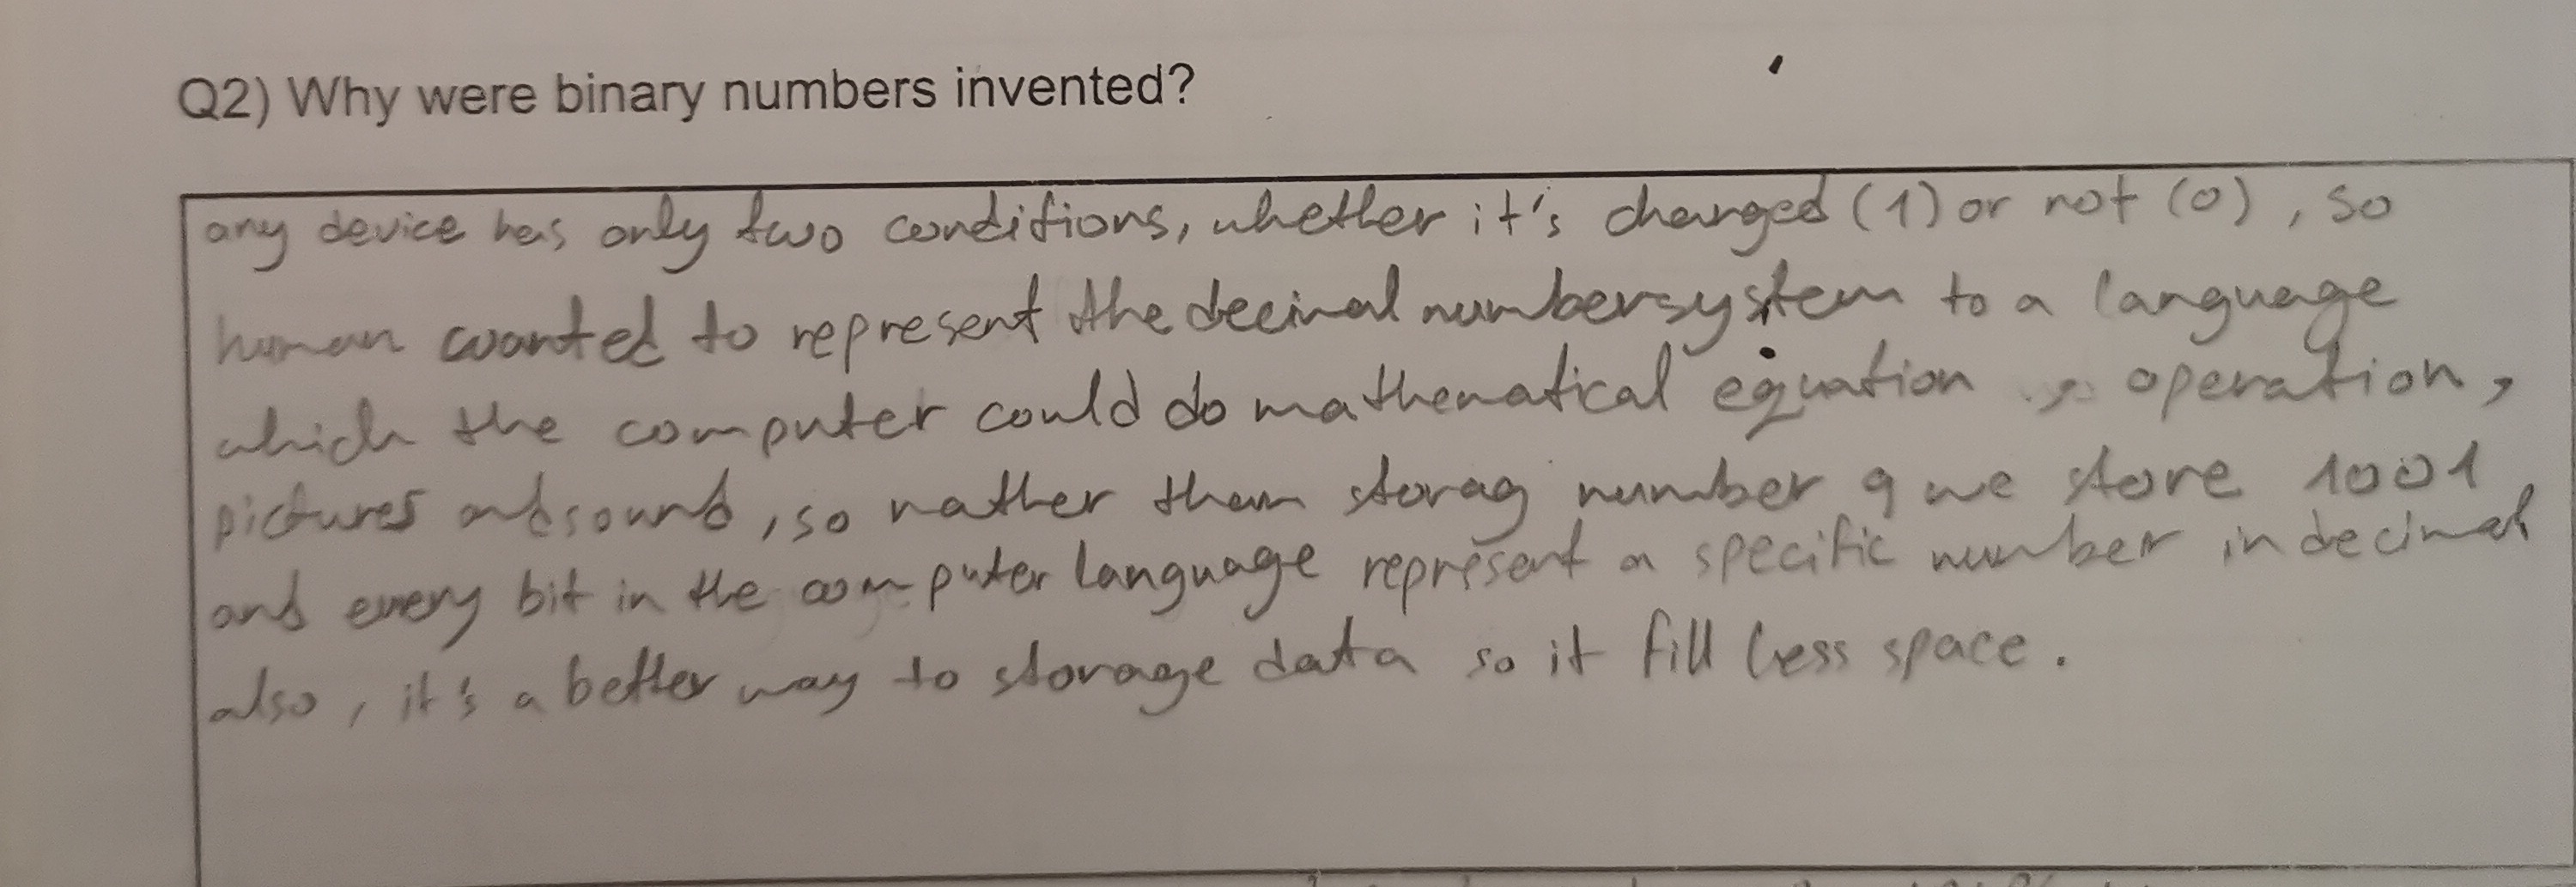 Q2) Why were binary numbers invented?
any device has only two conditions, whether it's charged (1) or not (0), so
human wanted to represent the decimal number system to a language
which the computer could do mathematical equation operation,
pictures and sound, so rather than storag number 9 we store 1001,
and every bit in the computer language represent a specific number in decimal
also, it's a better way to storage data so it fill less space.